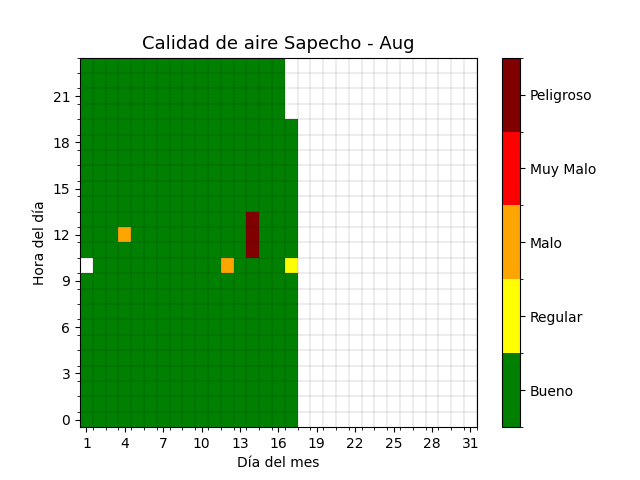 Calidad de aire Sapecho - Aug
Hora del día
21
18
15
12
9
6
3
0
1 4 7 10 13 16 19 22 25 28 31
Día del mes
Peligroso
Muy Malo
Malo
Regular
Bueno